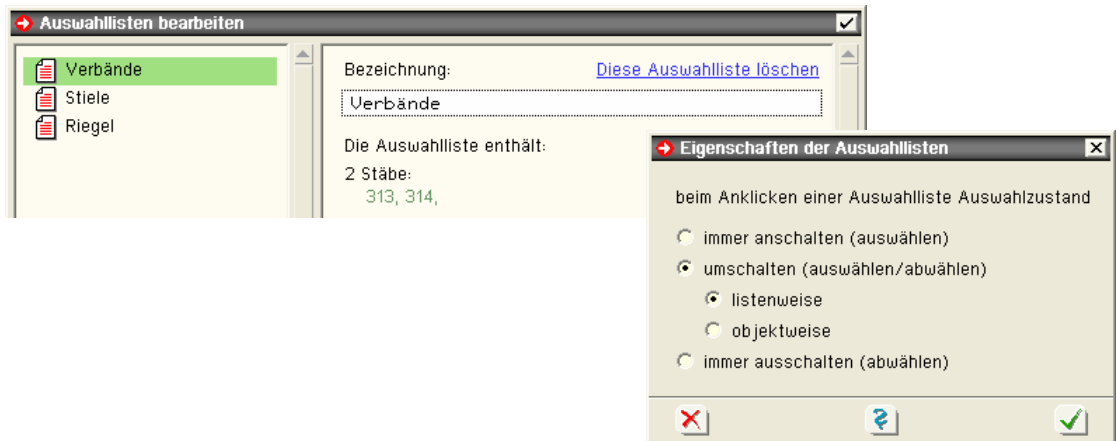 Auswahllisten bearbeiten
Verbände
Stiele
Riegel
Bezeichnung: Diese Auswahlliste löschen
Verbände
Die Auswahlliste enthält:
2 Stäbe:
313, 314,
Eigenschaften der Auswahllisten
beim Anklicken einer Auswahlliste Auswahlzustand
immer anschalten (auswählen)
umschalten (auswählen/abwählen)
listenweise
objektweise
immer ausschalten (abwählen)